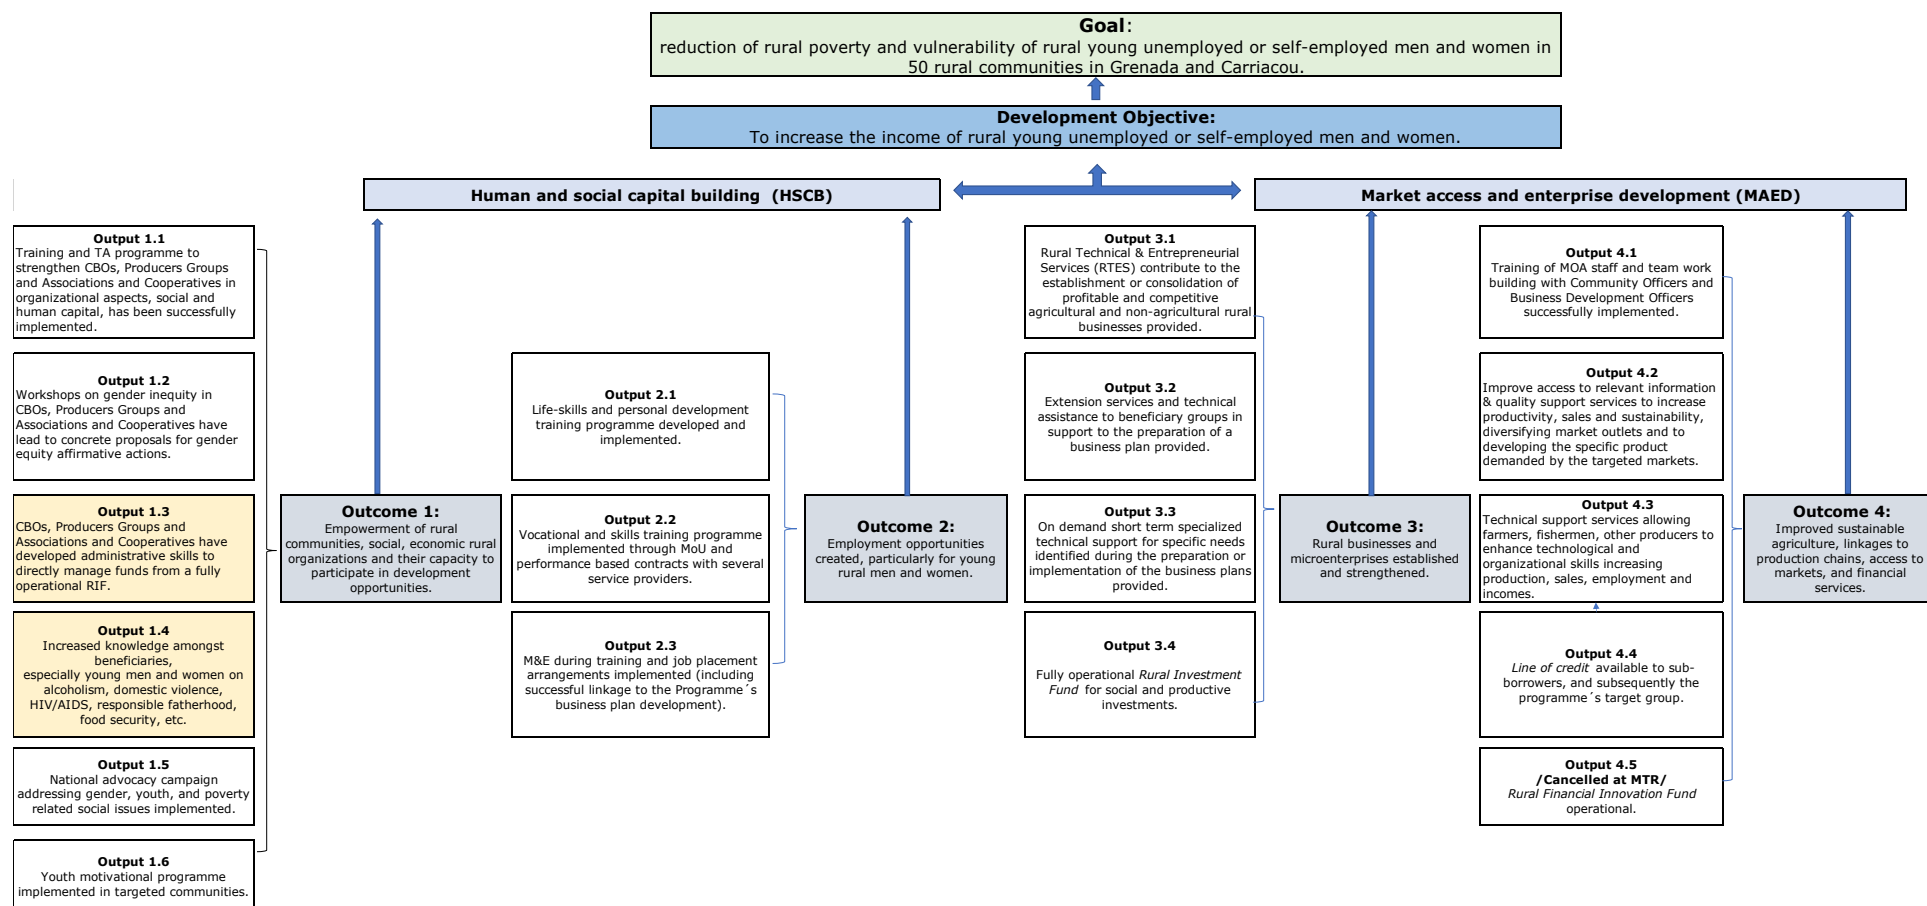 Goal:
reduction of rural poverty and vulnerability of rural young unemployed or self-employed men and women in
50 rural communities in Grenada and Carriacou.
Development Objective:
To increase the income of rural young unemployed or self-employed men and women.
Human and social capital building  (HSCB)
Market access and enterprise development (MAED)
Output 1.1
Training and TA programme to
strengthen CBOs, Producers Groups
and Associations and Cooperatives in
organizational aspects, social and
human capital, has been successfully
implemented.
Output 1.2
Workshops on gender inequity in
CBOs, Producers Groups and
Associations and Cooperatives have
lead to concrete proposals for gender
equity affirmative actions.
Output 1.3
CBOs, Producers Groups and
Associations and Cooperatives have
developed administrative skills to
directly manage funds from a fully
operational RIF.
Output 1.4
Increased knowledge amongst
beneficiaries,
especially young men and women on
alcoholism, domestic violence,
HIV/AIDS, responsible fatherhood,
food security, etc.
Output 1.5
National advocacy campaign
addressing gender, youth, and poverty
related social issues implemented.
Output 1.6
Youth motivational programme
implemented in targeted communities.
Outcome 1:
Empowerment of rural
communities, social, economic rural
organizations and their capacity to
participate in development
opportunities.
Output 2.1
Life-skills and personal development
training programme developed and
implemented.
Output 2.2
Vocational and skills training programme
implemented through MoU and
performance based contracts with several
service providers.
Output 2.3
M&E during training and job placement
arrangements implemented (including
successful linkage to the Programme´s
business plan development).
Outcome 2:
Employment opportunities
created, particularly for young
rural men and women.
Output 3.1
Rural Technical & Entrepreneurial
Services (RTES) contribute to the
establishment or consolidation of
profitable and competitive
agricultural and non-agricultural rural
businesses provided.
Output 3.2
Extension services and technical
assistance to beneficiary groups in
support to the preparation of a
business plan provided.
Output 3.3
On demand short term specialized
technical support for specific needs
identified during the preparation or
implementation of the business plans
provided.
Output 3.4
Fully operational Rural Investment
Fund for social and productive
investments.
Outcome 3:
Rural businesses and
microenterprises established
and strengthened.
Output 4.1
Training of MOA staff and team work
building with Community Officers and
Business Development Officers
successfully implemented.
Output 4.2
Improve access to relevant information
& quality support services to increase
productivity, sales and sustainability,
diversifying market outlets and to
developing the specific product
demanded by the targeted markets.
Output 4.3
Technical support services allowing
farmers, fishermen, other producers to
enhance technological and
organizational skills increasing
production, sales, employment and
incomes.
Output 4.4
Line of credit available to sub-
borrowers, and subsequently the
programme´s target group.
Output 4.5
/Cancelled at MTR/
Rural Financial Innovation Fund
operational.
Outcome 4:
Improved sustainable
agriculture, linkages to
production chains, access to
markets, and financial
services.